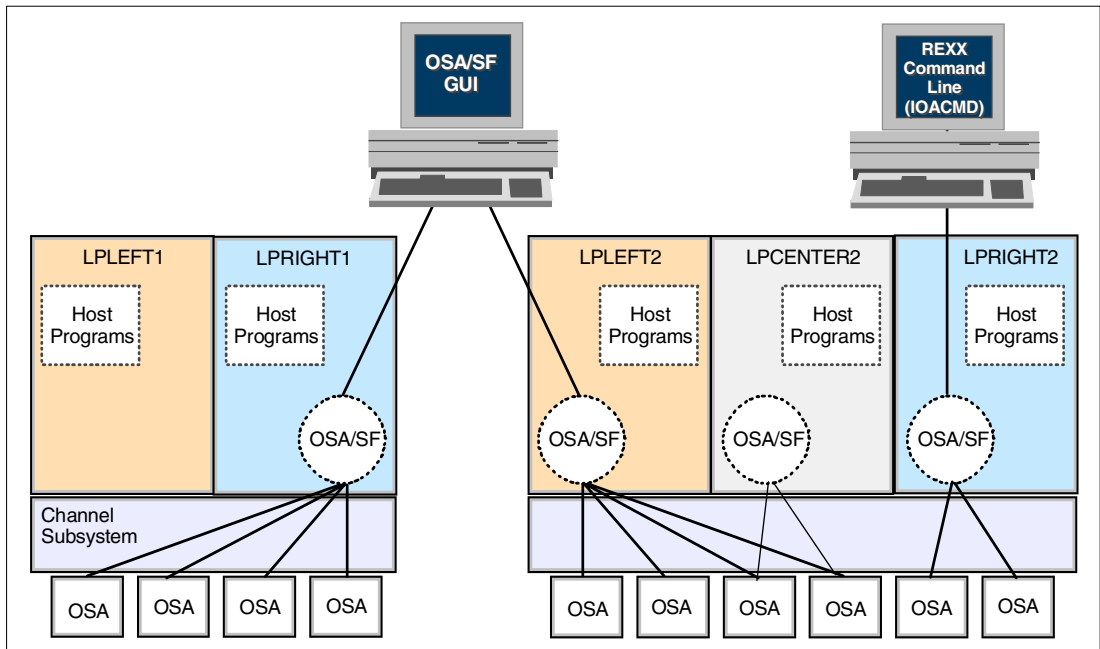 OSA/SF
GUI
REXX
Command
Line
(IOACMD)
LPLEFT1
LPRIGHT1
LPLEFT2
LPCENTER2
LPRIGHT2
Host
Programs
Host
Programs
Host
Programs
Host
Programs
Host
Programs
OSA/SF
OSA/SF
OSA/SF
OSA/SF
Channel
Subsystem
OSA
OSA
OSA
OSA
OSA
OSA
OSA
OSA
OSA
OSA